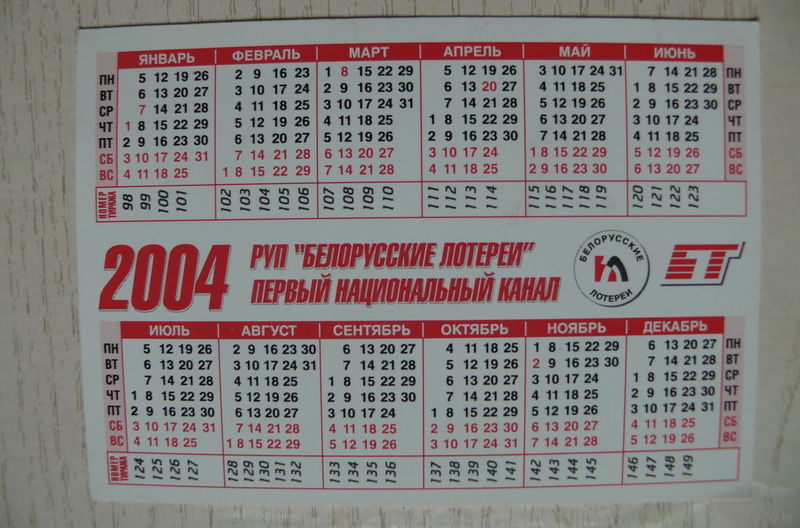 ЯНВАРЬ ФЕВРАЛЬ МАРТ АПРЕЛЬ МАЙ ИЮНЬ
ПН 5 12 19 26 2 9 16 23 1 8 15 22 29 5 12 19 26 3 10 17 24 31 7 14 21 28 ПН
ВТ 6 13 20 27 3 10 17 24 2 9 16 23 30 6 13 20 27 4 11 18 25 1 8 15 22 29 ВТ
СР 7 14 21 28 4 11 18 25 3 10 17 24 31 7 14 21 28 5 12 19 26 2 9 16 23 30 СР
ЧТ 1 8 15 22 29 5 12 19 26 4 11 18 25 1 8 15 22 29 6 13 20 27 3 10 17 24 ЧТ
ПТ 2 9 16 23 30 6 13 20 27 5 12 19 26 2 9 16 23 30 7 14 21 28 4 11 18 25 ПТ
СБ 3 10 17 24 31 7 14 21 28 6 13 20 27 3 10 17 24 1 8 15 22 29 5 12 19 26 СБ
ВС 4 11 18 25 1 8 15 22 29 7 14 21 28 4 11 18 25 2 9 16 23 30 6 13 20 27 ВС
НОМЕР ТИРАЖА 98 99 100 101 102 103 104 105 106 107 108 109 110 111 112 113 114 115 116 117 118 119 120 121 122 123
2004 РУП "БЕЛОРУССКИЕ ЛОТЕРЕИ"
ПЕРВЫЙ НАЦИОНАЛЬНЫЙ КАНАЛ
БЕЛОРУССКИЕ ЛОТЕРЕИ
БТ
ИЮЛЬ АВГУСТ СЕНТЯБРЬ ОКТЯБРЬ НОЯБРЬ ДЕКАБРЬ
ПН 5 12 19 26 2 9 16 23 30 6 13 20 27 4 11 18 25 1 8 15 22 29 6 13 20 27 ПН
ВТ 6 13 20 27 3 10 17 24 31 7 14 21 28 5 12 19 26 2 9 16 23 30 7 14 21 28 ВТ
СР 7 14 21 28 4 11 18 25 1 8 15 22 29 6 13 20 27 3 10 17 24 1 8 15 22 29 СР
ЧТ 1 8 15 22 29 5 12 19 26 2 9 16 23 30 7 14 21 28 4 11 18 25 2 9 16 23 30 ЧТ
ПТ 2 9 16 23 30 6 13 20 27 3 10 17 24 1 8 15 22 29 5 12 19 26 3 10 17 24 31 ПТ
СБ 3 10 17 24 31 7 14 21 28 4 11 18 25 2 9 16 23 30 6 13 20 27 4 11 18 25 СБ
ВС 4 11 18 25 1 8 15 22 29 5 12 19 26 3 10 17 24 31 7 14 21 28 5 12 19 26 ВС
НОМЕР ТИРАЖА 124 125 126 127 128 129 130 131 132 133 134 135 136 137 138 139 140 141 142 143 144 145 146 147 148 149